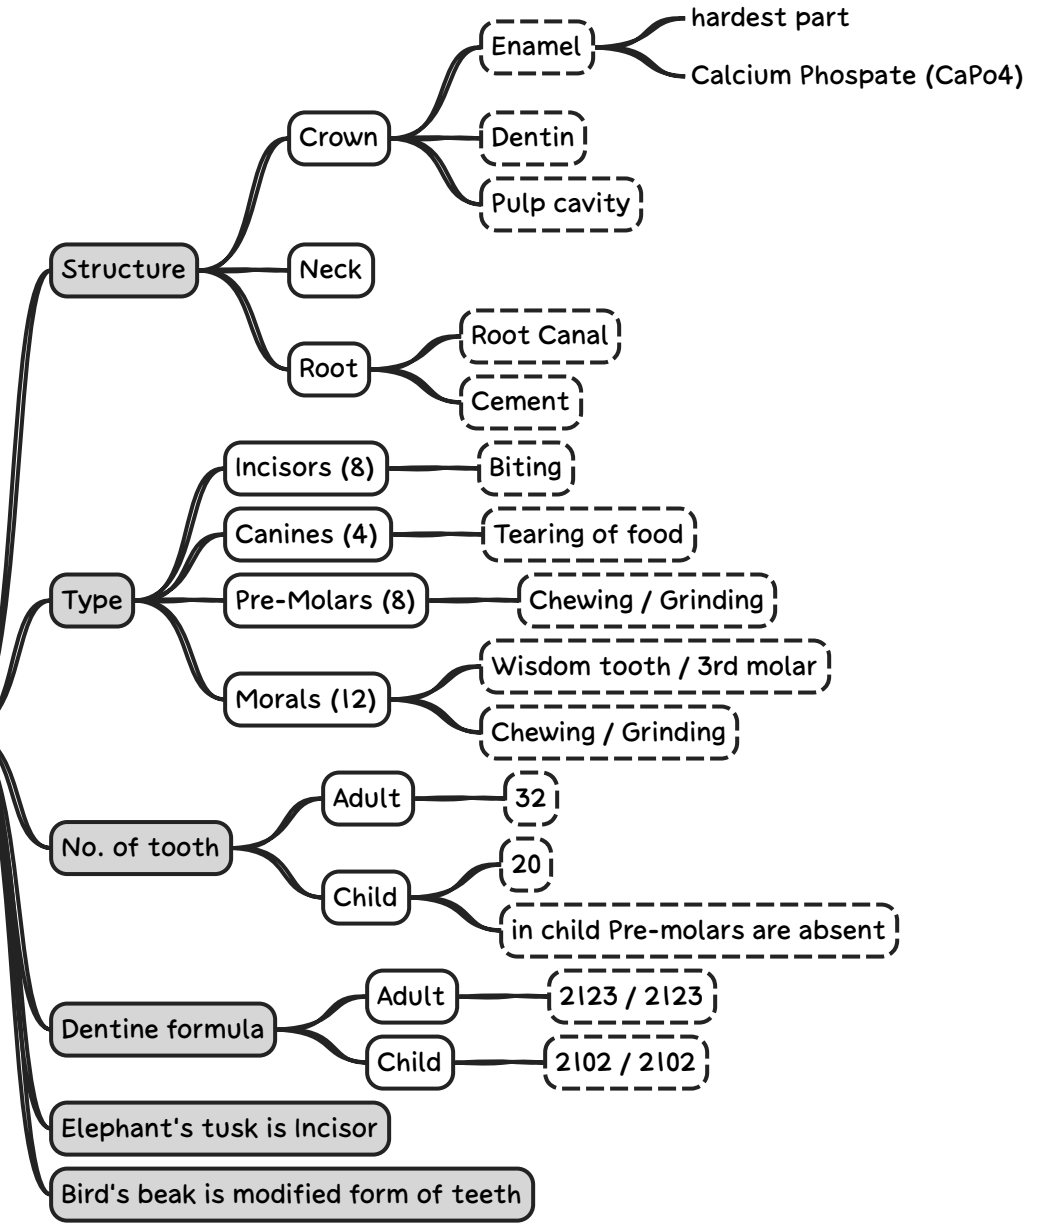 hardest part
Enamel
Calcium Phospate (CaPo4)
Crown
Dentin
Pulp cavity
Structure
Neck
Root Canal
Root
Cement
Incisors (8)
Biting
Canines (4)
Tearing of food
Type
Pre-Molars (8)
Chewing / Grinding
Wisdom tooth / 3rd molar
Morals (12)
Chewing / Grinding
Adult
32
No. of tooth
20
Child
in child Pre-molars are absent
Adult
2123 / 2123
Dentine formula
Child
2102 / 2102
Elephant's tusk is Incisor
Bird's beak is modified form of teeth